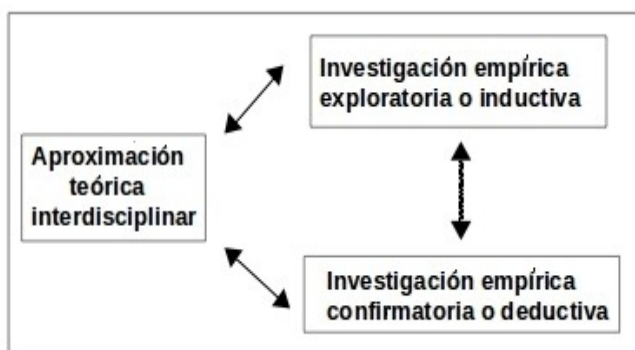 Investigación empírica
exploratoria o inductiva
Aproximación
teórica
interdisciplinar
Investigación empírica
confirmatoria o deductiva